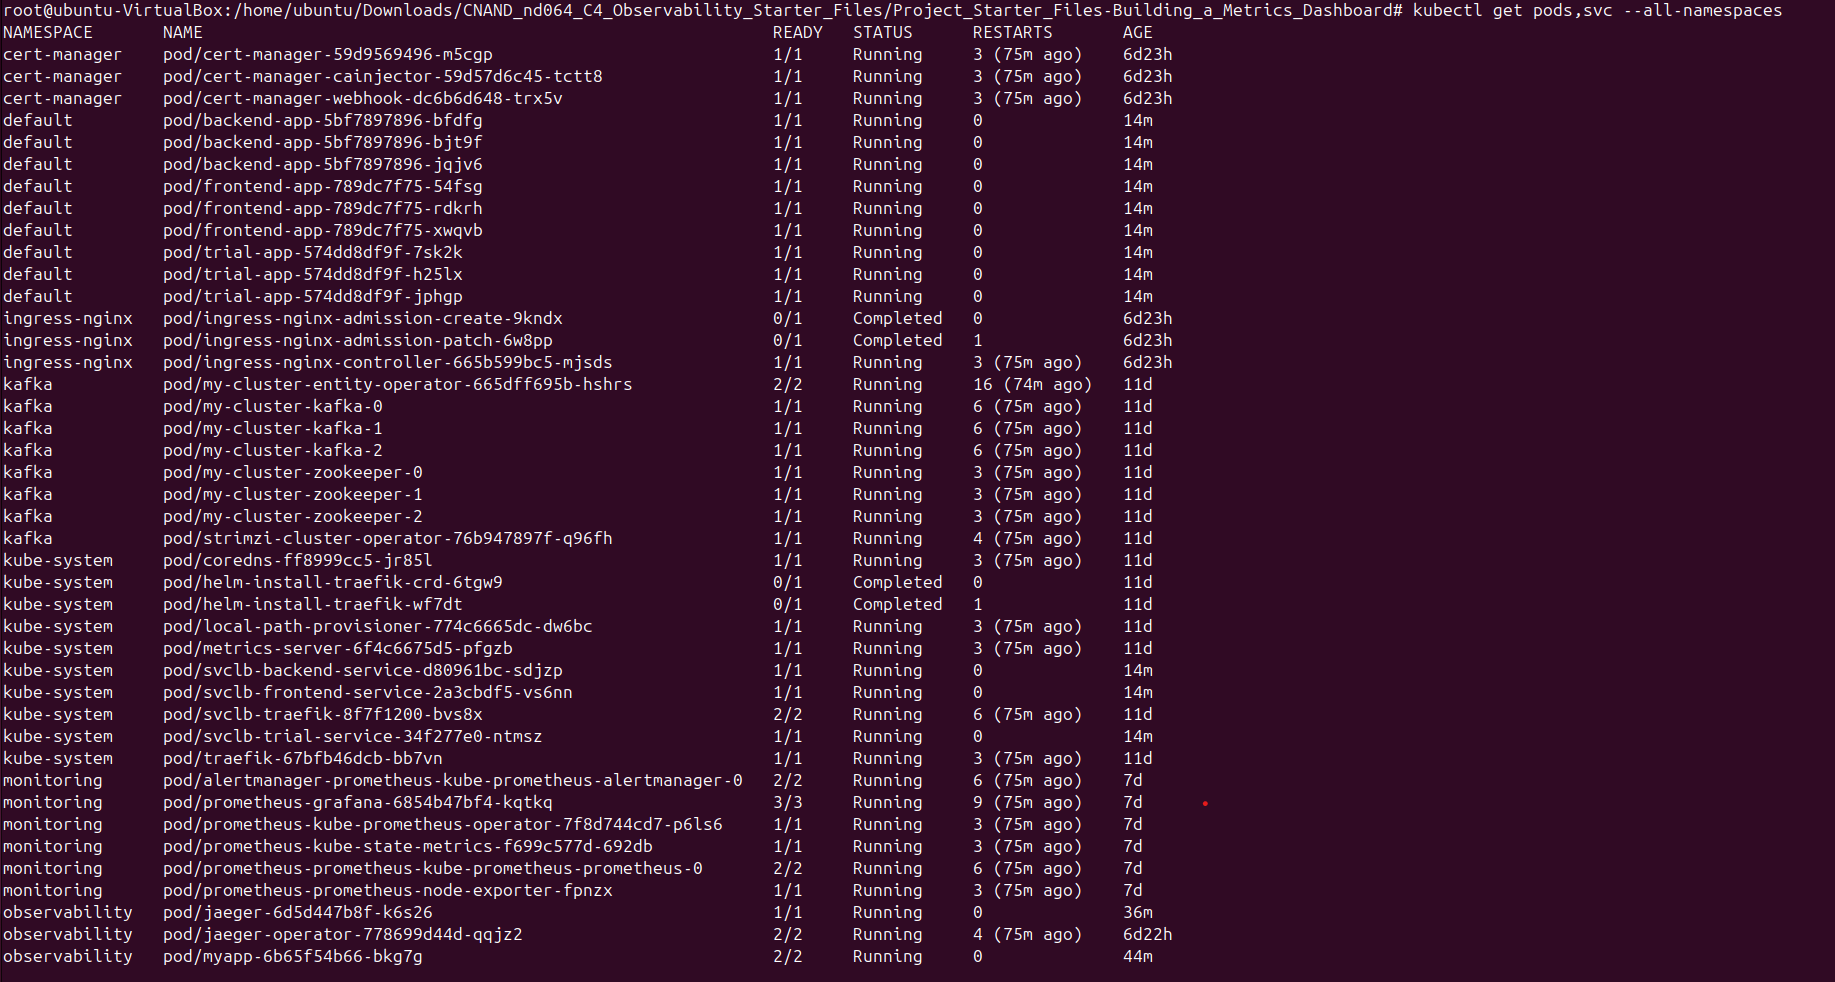 root@ubuntu-VirtualBox:/home/ubuntu/Downloads/CNAND_nd064_C4_Observability_Starter_Files/Project_Starter_Files-Building_a_Metrics_Dashboard# kubectl get pods,svc --all-namespaces
NAMESPACE NAME READY STATUS RESTARTS AGE
cert-manager pod/cert-manager-59d9569496-m5cgp 1/1 Running 3 (75m ago) 6d23h
cert-manager pod/cert-manager-cainjector-59d57d6c45-tctt8 1/1 Running 3 (75m ago) 6d23h
cert-manager pod/cert-manager-webhook-dc6b6d648-trx5v 1/1 Running 3 (75m ago) 6d23h
default pod/backend-app-5bf7897896-bfdfg 1/1 Running 0 14m
default pod/backend-app-5bf7897896-bjt9f 1/1 Running 0 14m
default pod/backend-app-5bf7897896-jqjv6 1/1 Running 0 14m
default pod/frontend-app-789dc7f75-54fsg 1/1 Running 0 14m
default pod/frontend-app-789dc7f75-rdkrh 1/1 Running 0 14m
default pod/frontend-app-789dc7f75-xwqvb 1/1 Running 0 14m
default pod/trial-app-574dd8df9f-7sk2k 1/1 Running 0 14m
default pod/trial-app-574dd8df9f-h25lx 1/1 Running 0 14m
default pod/trial-app-574dd8df9f-jphgp 1/1 Running 0 14m
ingress-nginx pod/ingress-nginx-admission-create-9kndx 0/1 Completed 0 6d23h
ingress-nginx pod/ingress-nginx-admission-patch-6w8pp 0/1 Completed 1 6d23h
ingress-nginx pod/ingress-nginx-controller-665b599bc5-mjsds 1/1 Running 3 (75m ago) 6d23h
kafka pod/my-cluster-entity-operator-665dff695b-hshrs 2/2 Running 16 (74m ago) 11d
kafka pod/my-cluster-kafka-0 1/1 Running 6 (75m ago) 11d
kafka pod/my-cluster-kafka-1 1/1 Running 6 (75m ago) 11d
kafka pod/my-cluster-kafka-2 1/1 Running 6 (75m ago) 11d
kafka pod/my-cluster-zookeeper-0 1/1 Running 3 (75m ago) 11d
kafka pod/my-cluster-zookeeper-1 1/1 Running 3 (75m ago) 11d
kafka pod/my-cluster-zookeeper-2 1/1 Running 3 (75m ago) 11d
kafka pod/strimzi-cluster-operator-76b947897f-q96fh 1/1 Running 4 (75m ago) 11d
kube-system pod/coredns-ff8999cc5-jr85l 1/1 Running 3 (75m ago) 11d
kube-system pod/helm-install-traefik-crd-6tgw9 0/1 Completed 0 11d
kube-system pod/helm-install-traefik-wf7dt 0/1 Completed 1 11d
kube-system pod/local-path-provisioner-774c6665dc-dw6bc 1/1 Running 3 (75m ago) 11d
kube-system pod/metrics-server-6f4c6675d5-pfgzb 1/1 Running 3 (75m ago) 11d
kube-system pod/svclb-backend-service-d80961bc-sdjzp 1/1 Running 0 14m
kube-system pod/svclb-frontend-service-2a3cbdf5-vs6nn 1/1 Running 0 14m
kube-system pod/svclb-traefik-8f7f1200-bvs8x 2/2 Running 6 (75m ago) 11d
kube-system pod/svclb-trial-service-34f277e0-ntmsz 1/1 Running 0 14m
kube-system pod/traefik-67bfb46dcb-bb7vn 1/1 Running 3 (75m ago) 11d
monitoring pod/alertmanager-prometheus-kube-prometheus-alertmanager-0 2/2 Running 6 (75m ago) 7d
monitoring pod/prometheus-grafana-6854b47bf4-kqtkq 3/3 Running 9 (75m ago) 7d
monitoring pod/prometheus-kube-prometheus-operator-7f8d744cd7-p6ls6 1/1 Running 3 (75m ago) 7d
monitoring pod/prometheus-kube-state-metrics-f699c577d-692db 1/1 Running 3 (75m ago) 7d
monitoring pod/prometheus-prometheus-kube-prometheus-prometheus-0 2/2 Running 6 (75m ago) 7d
monitoring pod/prometheus-prometheus-node-exporter-fpnzx 1/1 Running 3 (75m ago) 7d
observability pod/jaeger-6d5d447b8f-k6s26 1/1 Running 0 36m
observability pod/jaeger-operator-778699d44d-qqjz2 2/2 Running 4 (75m ago) 6d22h
observability pod/myapp-6b65f54b66-bkg7g 2/2 Running 0 44m